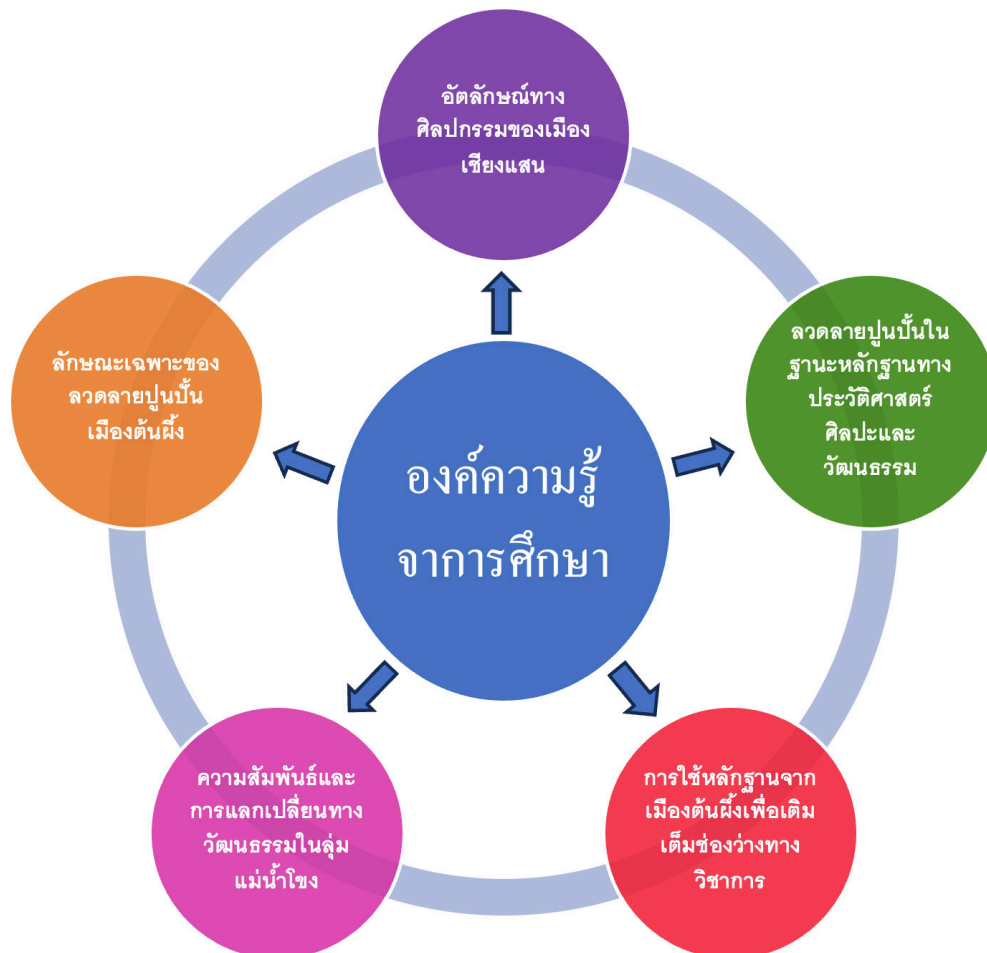 อัตลักษณ์ทาง
ศิลปกรรมของเมือง
เชียงแสน
ลวดลายปูนปั้นใน
ฐานะหลักฐานทาง
ประวัติศาสตร์
ศิลปะและ
วัฒนธรรม
ลักษณะเฉพาะของ
ลวดลายปูนปั้น
เมืองต้นผึ้ง
องค์ความรู้
จาการศึกษา
ความสัมพันธ์และ
การแลกเปลี่ยนทาง
วัฒนธรรมในลุ่ม
แม่น้ำโขง
การใช้หลักฐานจาก
เมืองต้นผึ้งเพื่อเติม
เต็มช่องว่างทาง
วิชาการ